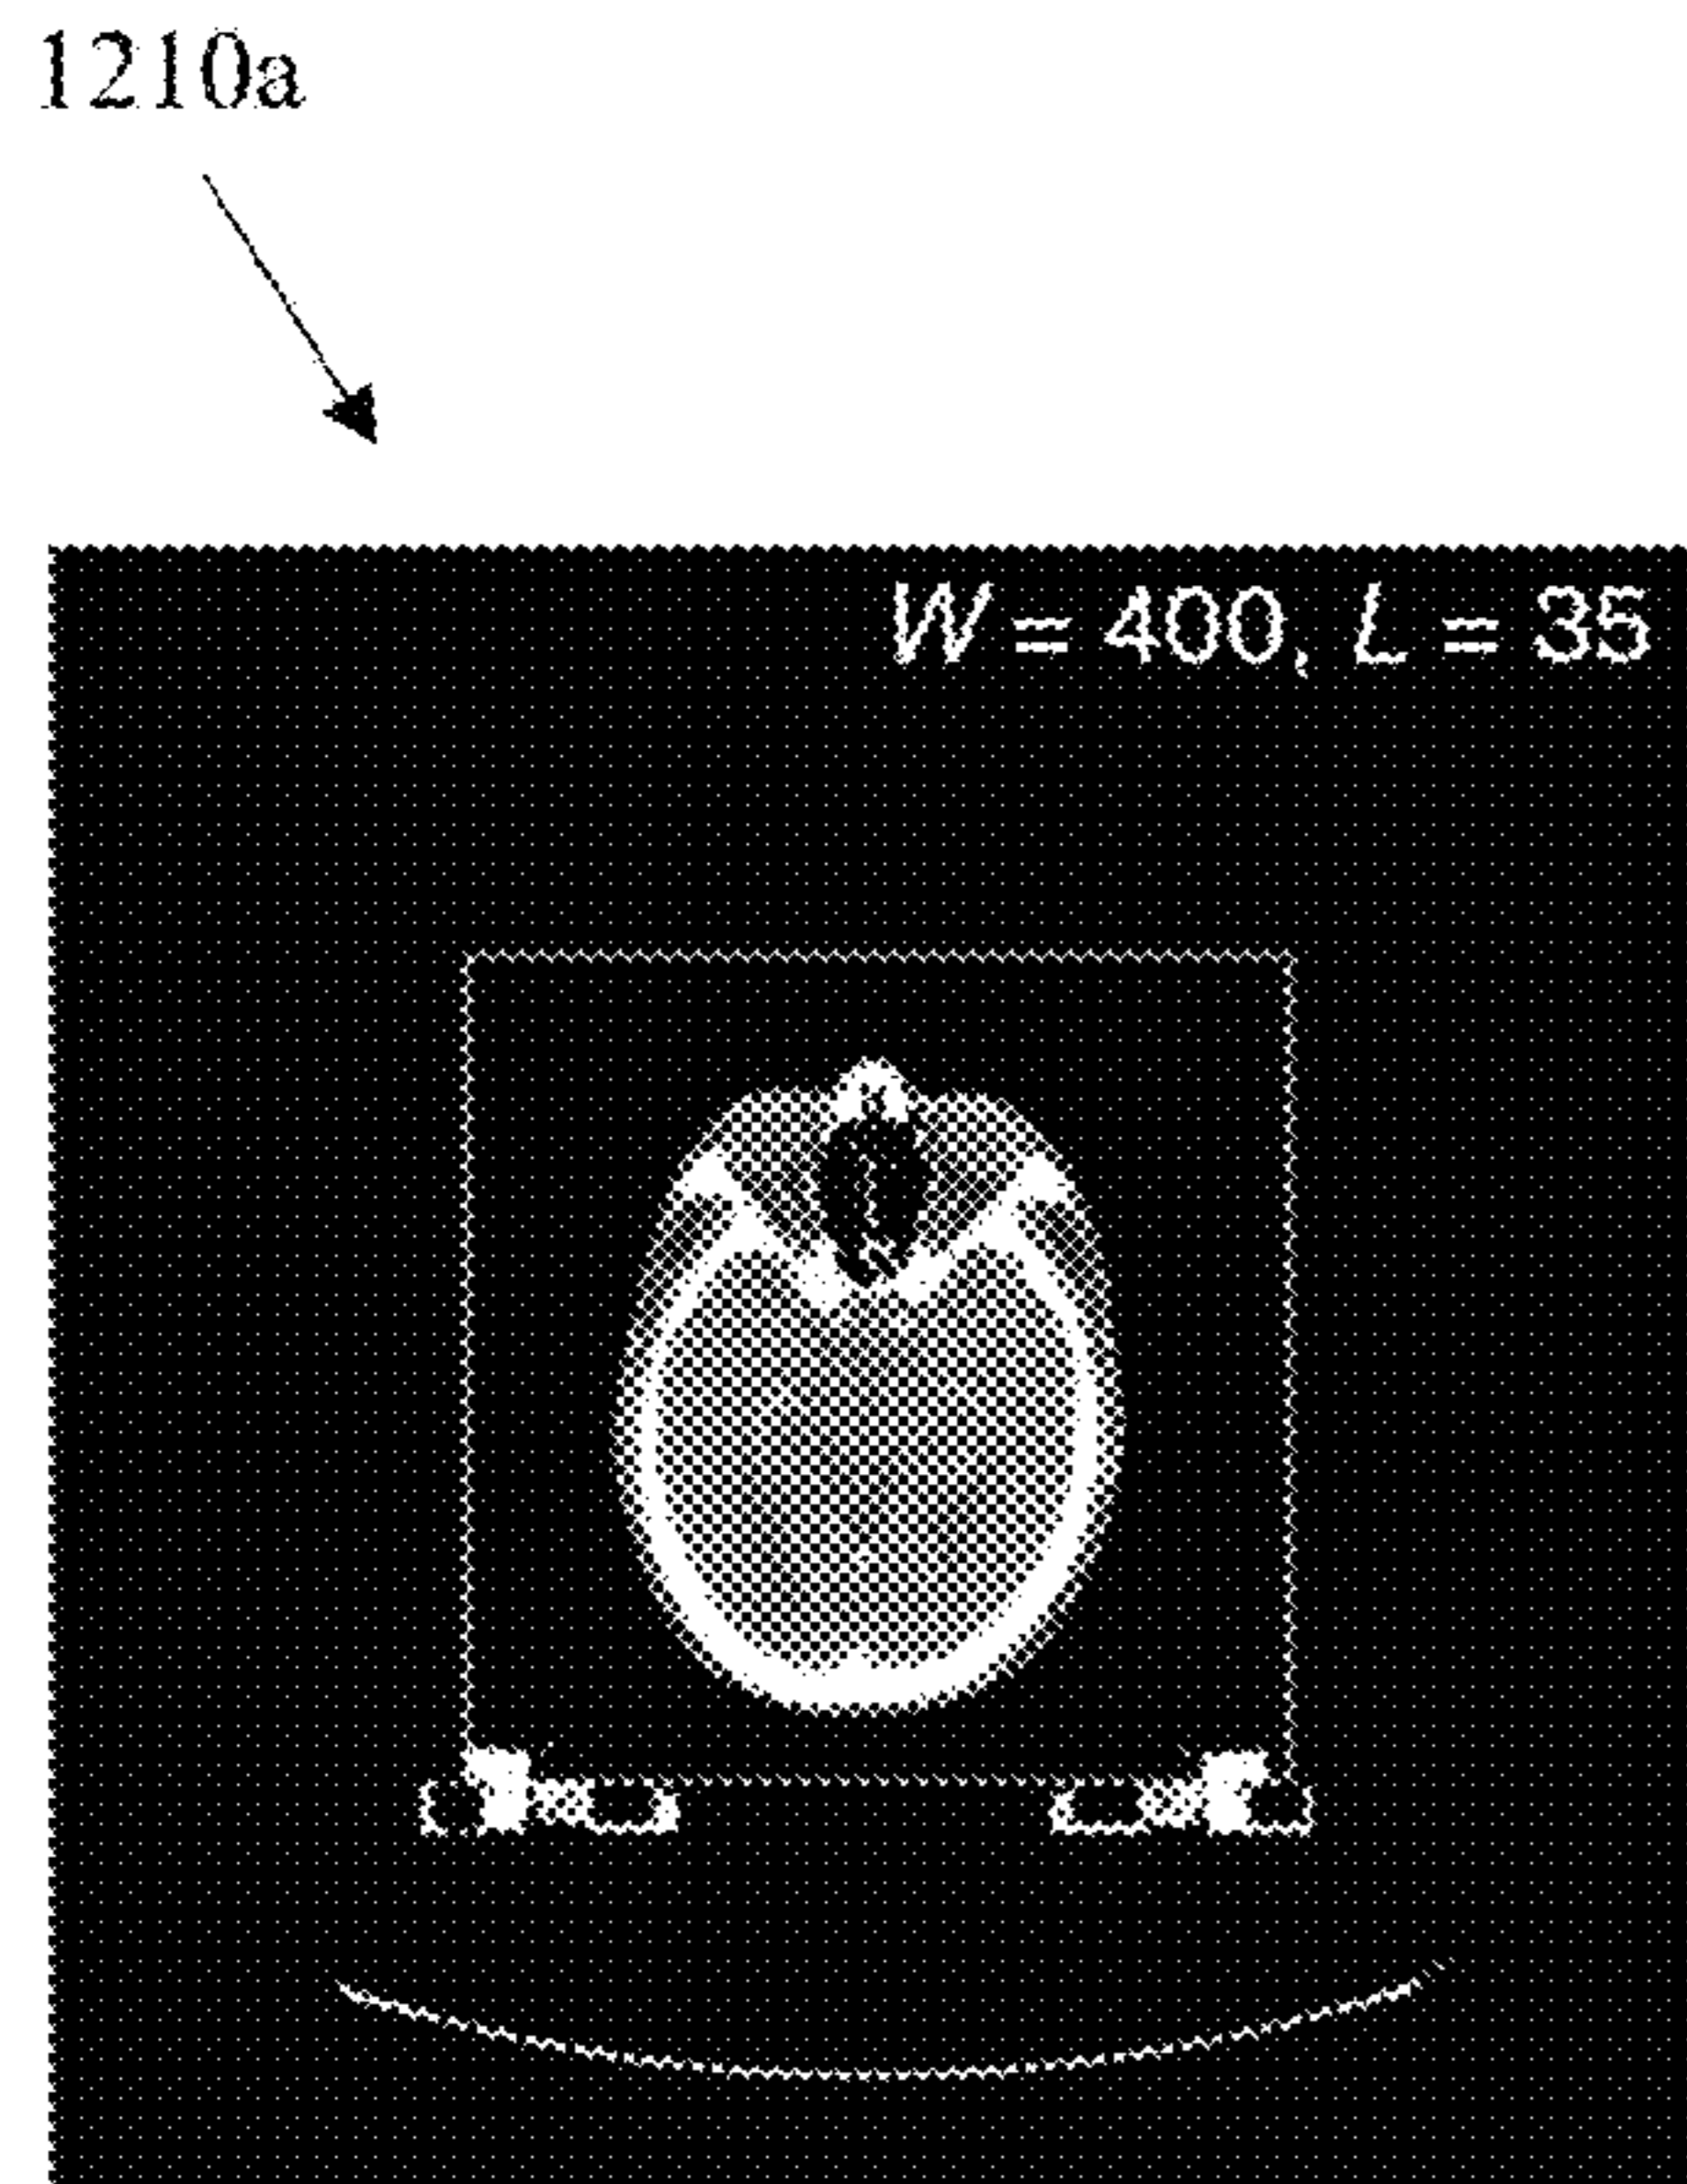 1210a
W = 400, L = 35